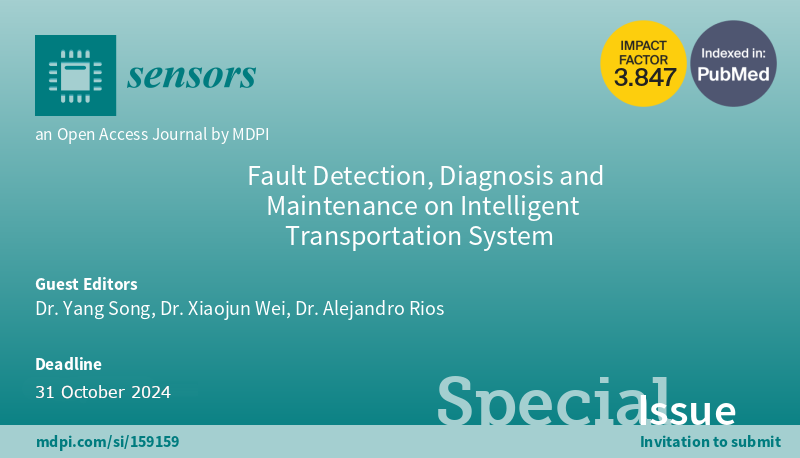 sensors
IMPACT
FACTOR
3.847
Indexed in:
PubMed
an Open Access Journal by MDPI
Fault Detection, Diagnosis and
Maintenance on Intelligent
Transportation System
Guest Editors
Dr. Yang Song, Dr. Xiaojun Wei, Dr. Alejandro Rios
Deadline
31 October 2024
Special Issue
mdpi.com/si/159159
Invitation to submit